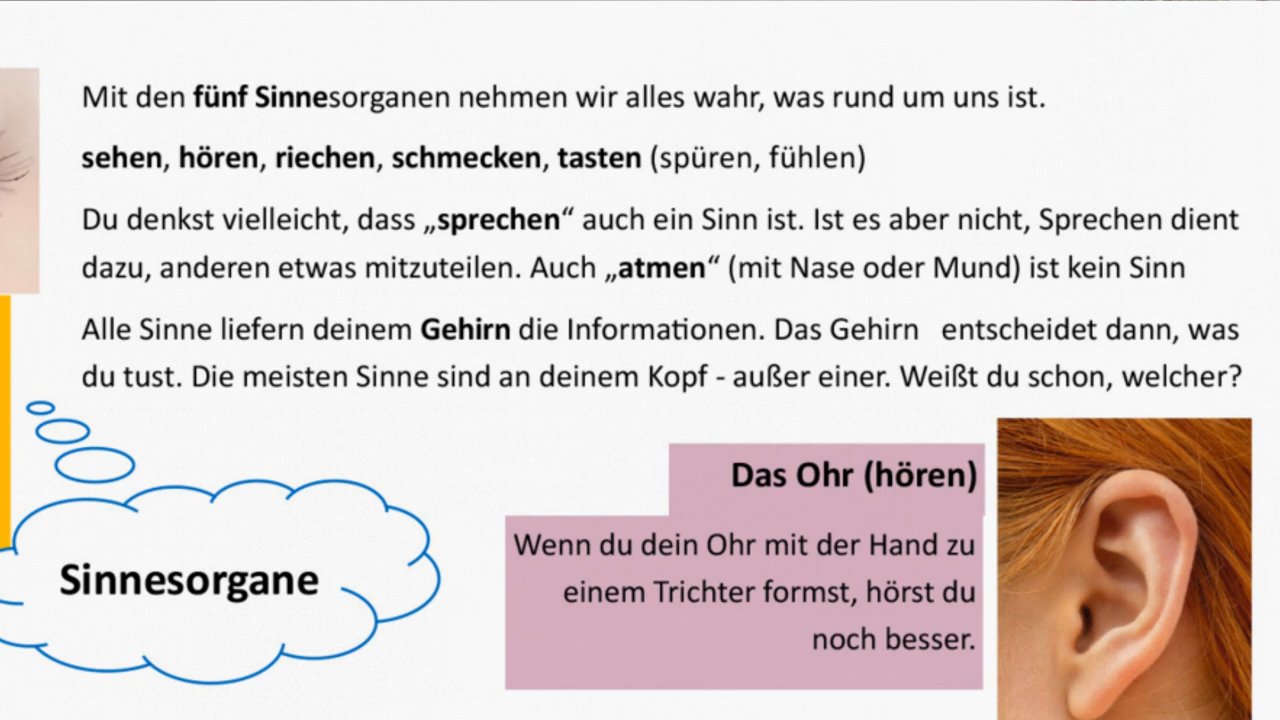 Mit den fünf Sinnesorganen nehmen wir alles wahr, was rund um uns ist.
sehen, hören, riechen, schmecken, tasten (spüren, fühlen)
Du denkst vielleicht, dass „sprechen“ auch ein Sinn ist. Ist es aber nicht, Sprechen dient
dazu, anderen etwas mitzuteilen. Auch „atmen“ (mit Nase oder Mund) ist kein Sinn
Alle Sinne liefern deinem Gehirn die Informationen. Das Gehirn entscheidet dann, was
du tust. Die meisten Sinne sind an deinem Kopf - außer einer. Weißt du schon, welcher?
Sinnesorgane
Das Ohr (hören)
Wenn du dein Ohr mit der Hand zu
einem Trichter formst, hörst du
noch besser.